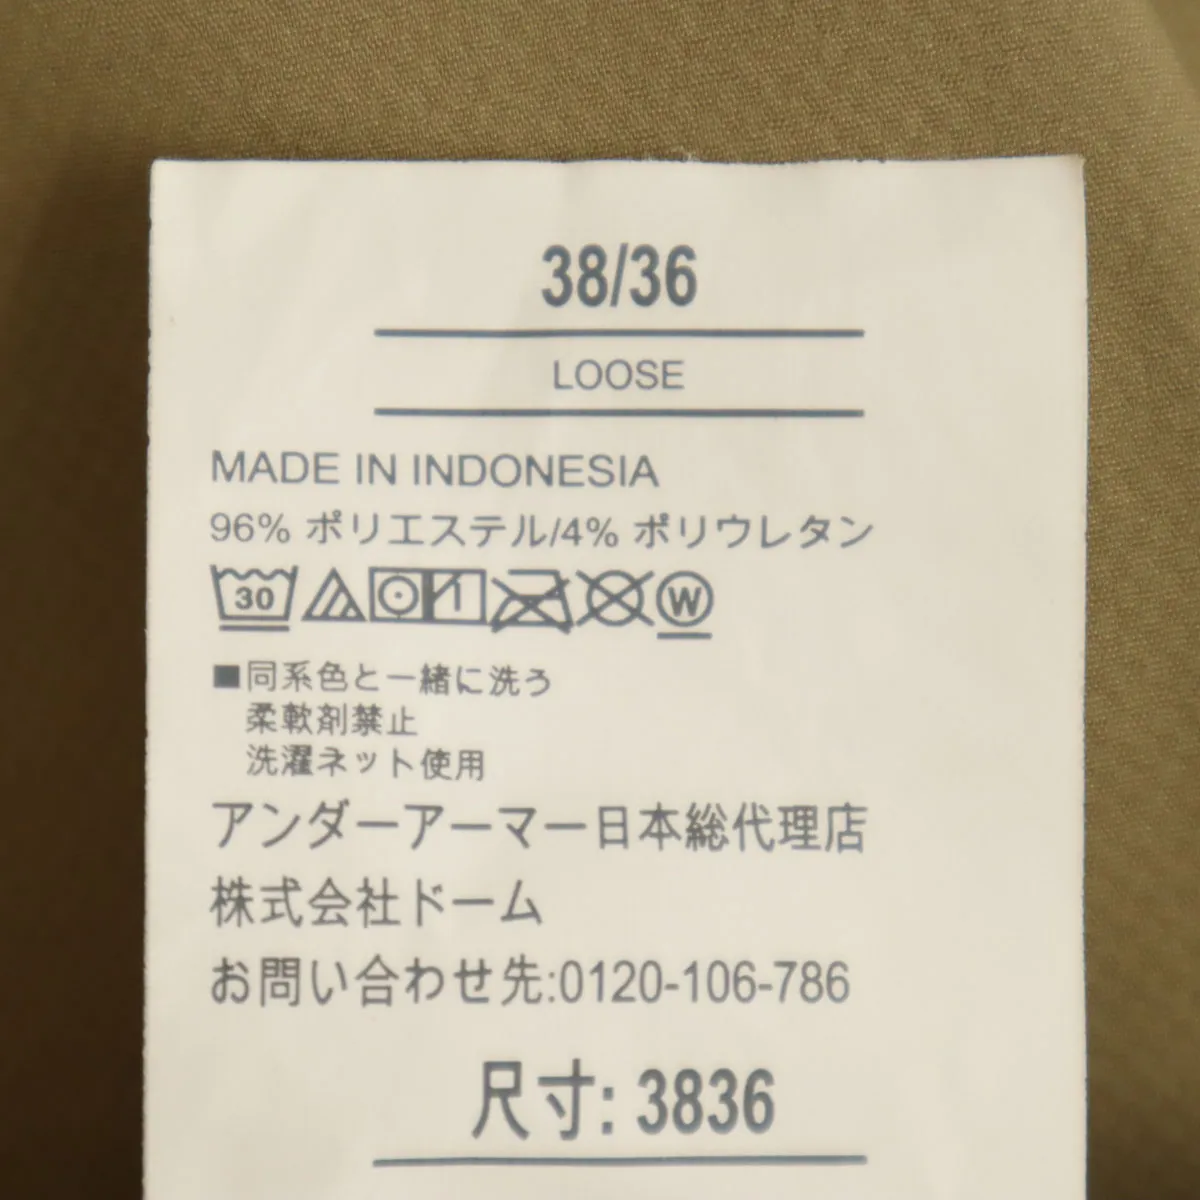 38/36
LOOSE
MADE IN INDONESIA
96% ポリエステル/4% ポリウレタン
30 W
■同系色と一緒に洗う
柔軟剤禁止
洗濯ネット使用
アンダーアーマー日本総代理店
株式会社ドーム
お問い合わせ先:0120-106-786
尺寸: 3836